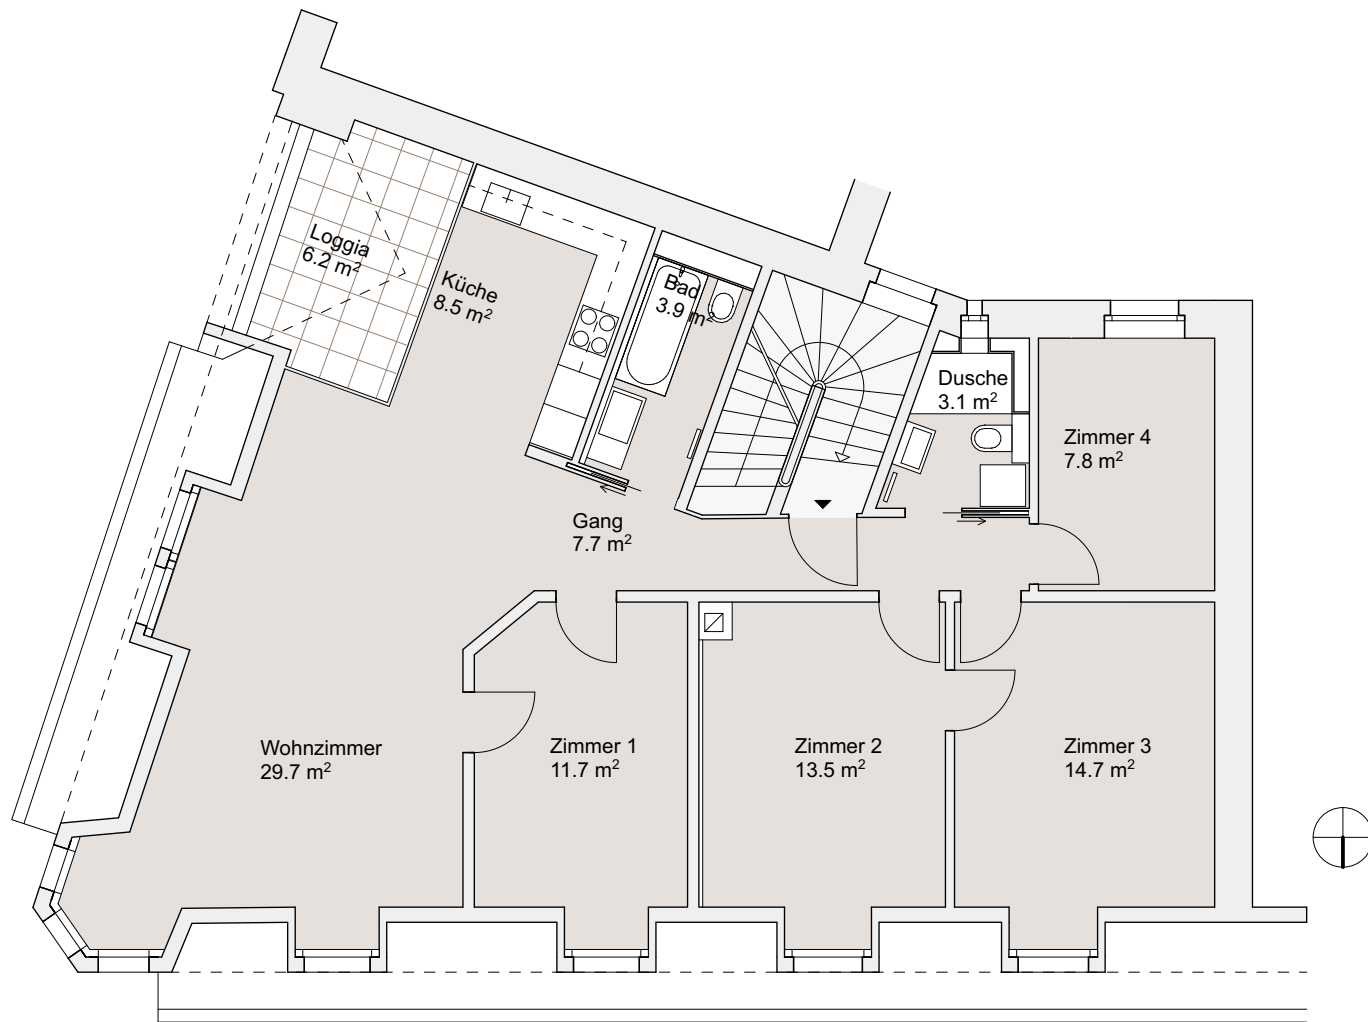 Loggia
6.2 m²
Küche
8.5 m²
Bad
3.9 m²
Dusche
3.1 m²
Zimmer 4
7.8 m²
Gang
7.7 m²
Wohnzimmer
29.7 m²
Zimmer 1
11.7 m²
Zimmer 2
13.5 m²
Zimmer 3
14.7 m²